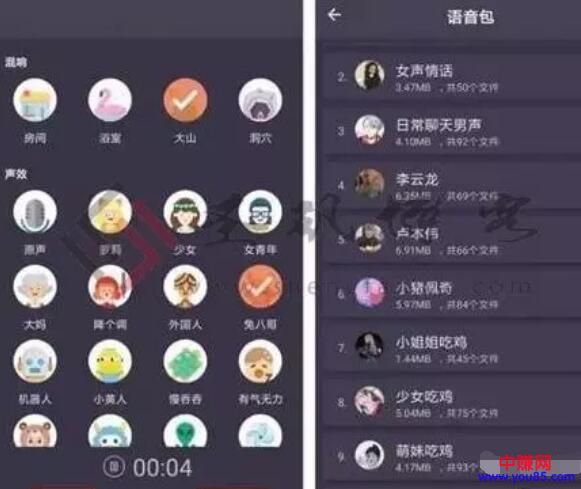 混响
房间 浴室 大山 洞穴
声效
原声 萝莉 少女 女青年
大妈 降个调 外国人 兔八哥
机器人 小黄人 慢吞吞 有气无力
00:04
语音包
2. 女声情话
3.47MB ，共50个文件
3. 日常聊天男声
4.10MB ，共92个文件
4. 李云龙
6.35MB ，共69个文件
5. 卢本伟
6.91MB ，共66个文件
6. 小猪佩奇
5.97MB ，共84个文件
7. 小姐姐吃鸡
1.44MB ，共45个文件
8. 少女吃鸡
5.04MB ，共75个文件
9. 萌妹吃鸡
4.17MB ，共93个
中赚网
www.you85.com